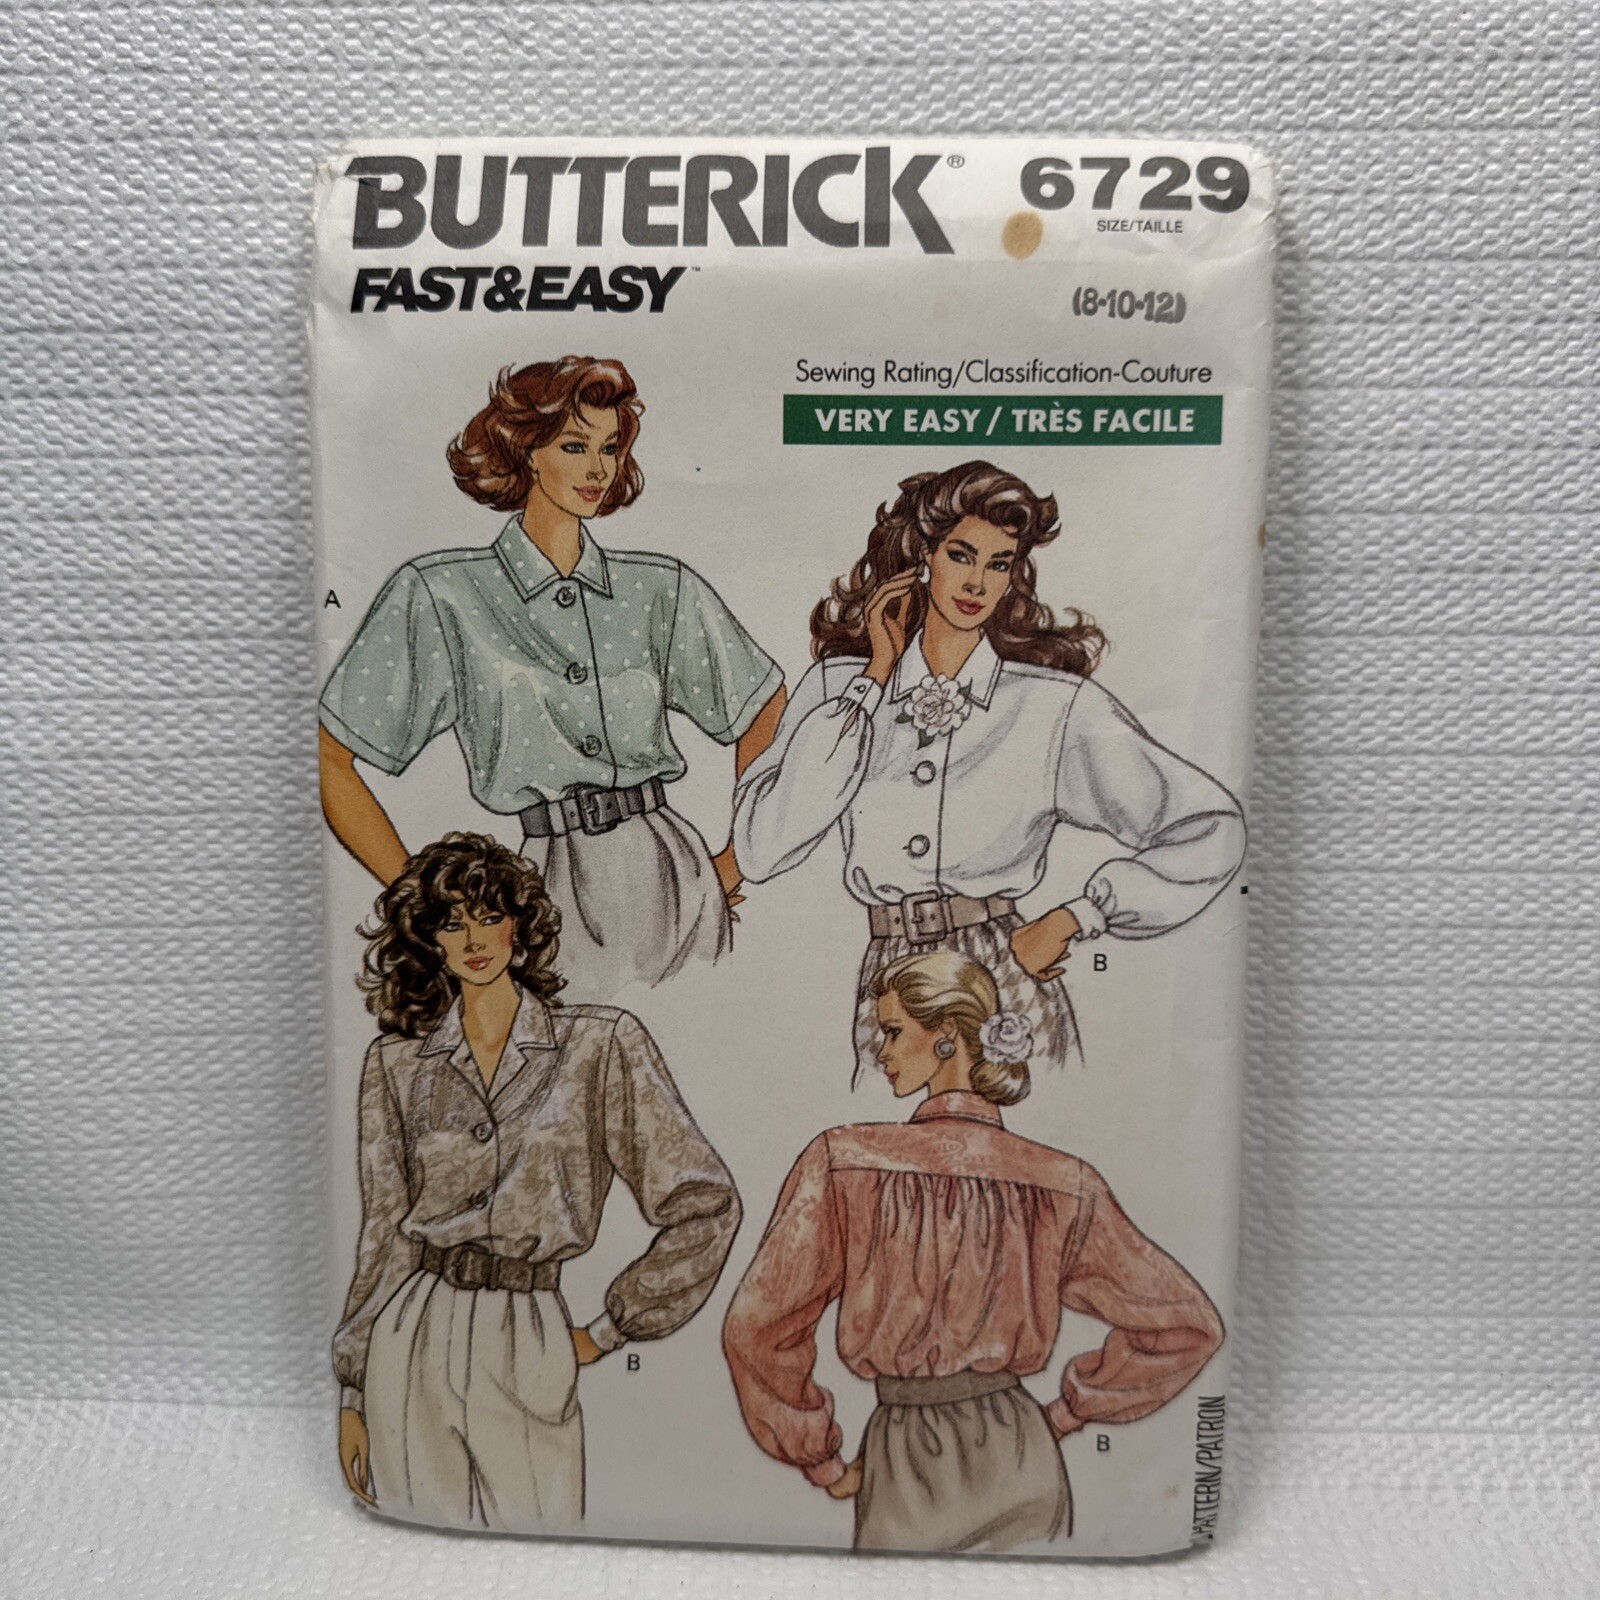 BUTTERICK® 6729
SIZE/TAILLE
FAST&EASY™
(8-10-12)
Sewing Rating/Classification-Couture
VERY EASY / TRÈS FACILE
A
B
B
B
PATTERN/PATRON